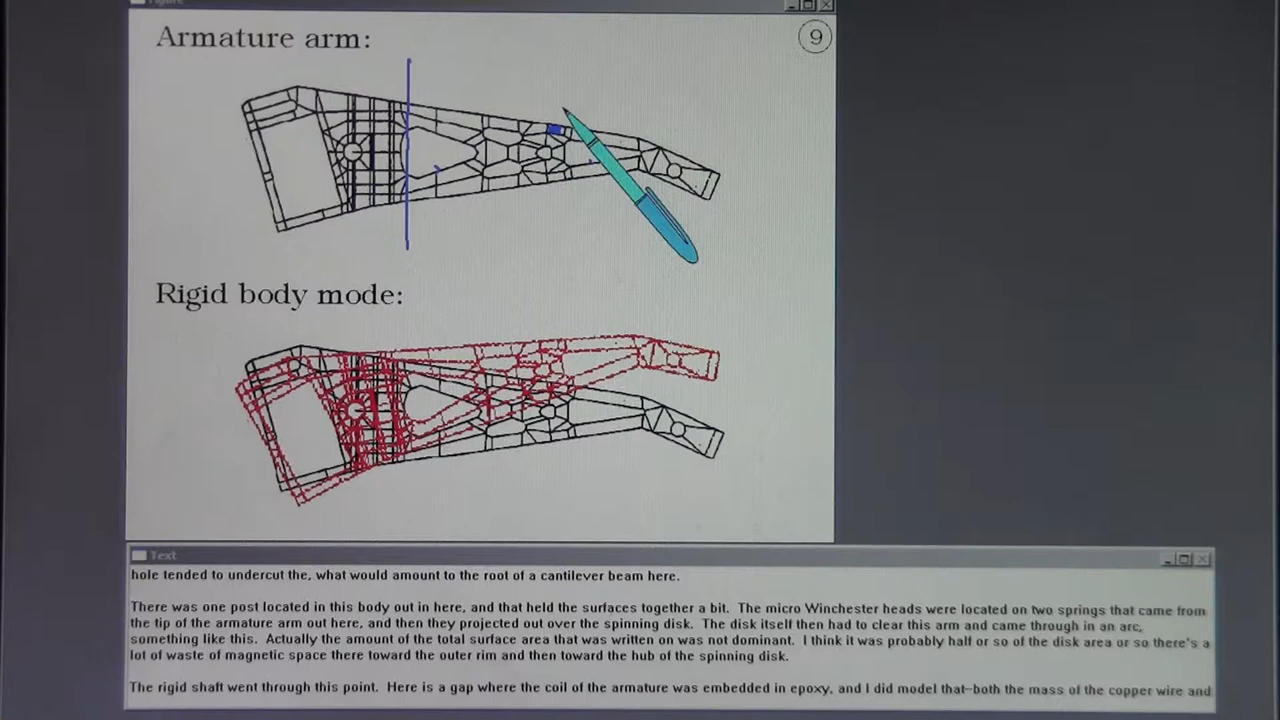 Armature arm:
9
Rigid body mode:
Text
hole tended to undercut the, what would amount to the root of a cantilever beam here.
There was one post located in this body out in here, and that held the surfaces together a bit. The micro Winchester heads were located on two springs that came from
the tip of the armature arm out here, and then they projected out over the spinning disk. The disk itself then had to clear this arm and came through in an arc,
something like this. Actually the amount of the total surface area that was written on was not dominant. I think it was probably half or so of the disk area or so there's a
lot of waste of magnetic space there toward the outer rim and then toward the hub of the spinning disk.
The rigid shaft went through this point. Here is a gap where the coil of the armature was embedded in epoxy, and I did model that-both the mass of the copper wire and